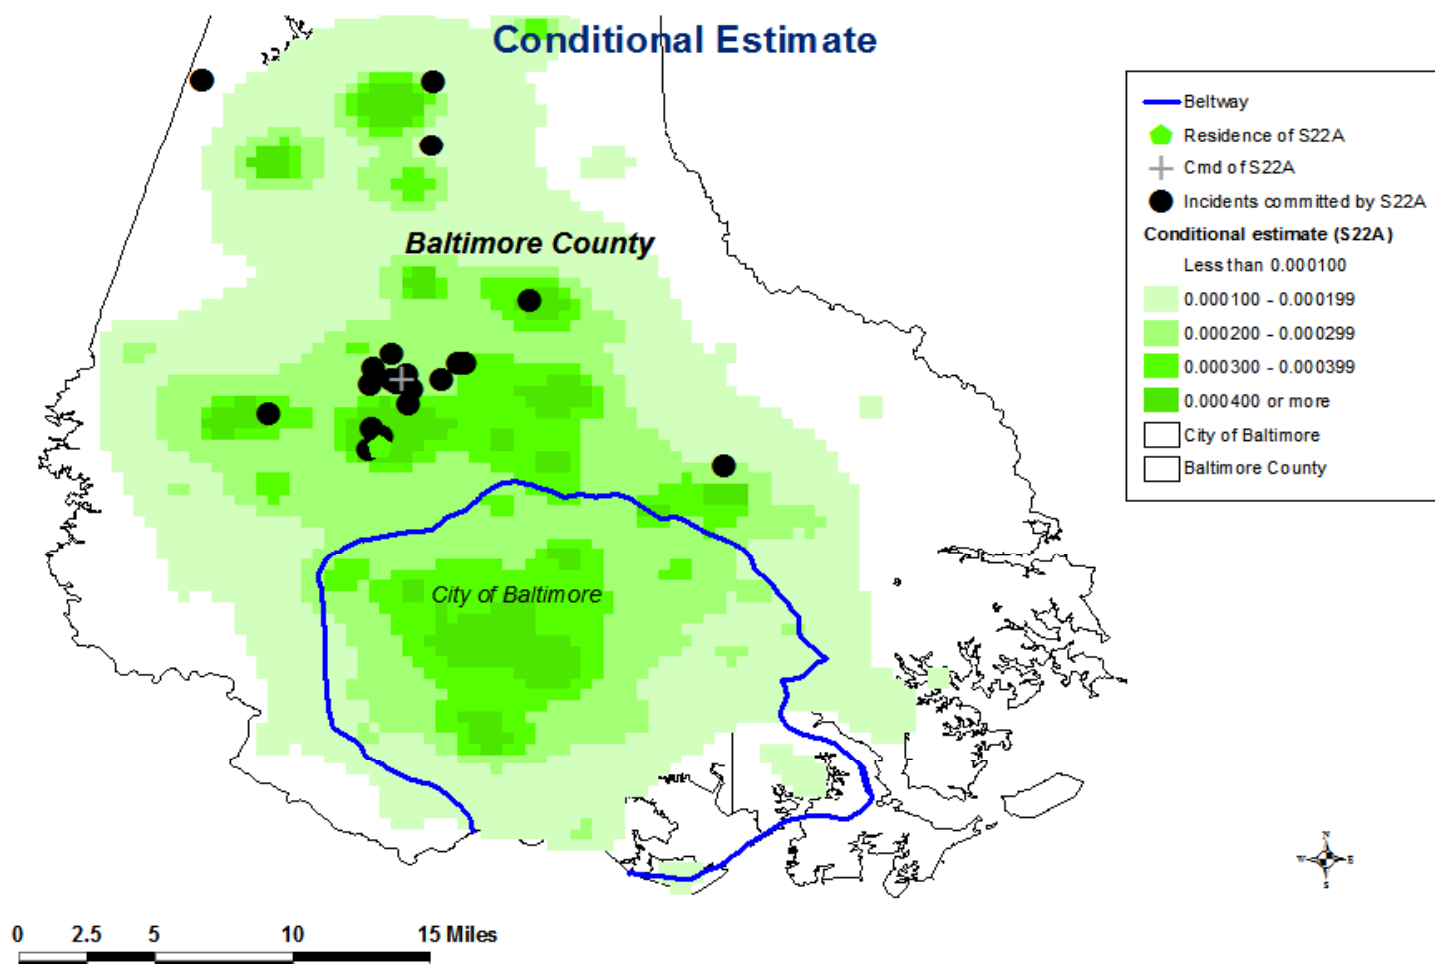 Conditional Estimate
Beltway
Residence of S22A
Cmd of S22A
Incidents committed by S22A
Conditional estimate (S22A)
Less than 0.000100
0.000100 - 0.000199
0.000200 - 0.000299
0.000300 - 0.000399
0.000400 or more
City of Baltimore
Baltimore County
Baltimore County
City of Baltimore
N
W E
S
0 2.5 5 10 15 Miles